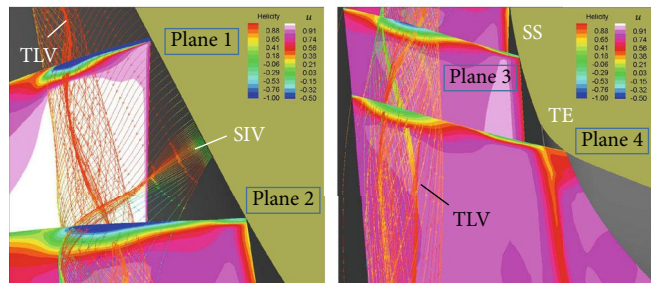 Helicity u
0.88 0.91
0.65 0.74
0.41 0.56
0.18 0.38
-0.06 0.21
-0.29 0.03
-0.53 -0.15
-0.76 -0.32
-1.00 -0.50
TLV
Plane 1
SIV
Plane 2
Helicity u
0.88 0.91
0.65 0.74
0.41 0.56
0.18 0.38
-0.06 0.21
-0.29 0.03
-0.53 -0.15
-0.76 -0.32
-1.00 -0.50
SS
Plane 3
TE
Plane 4
TLV